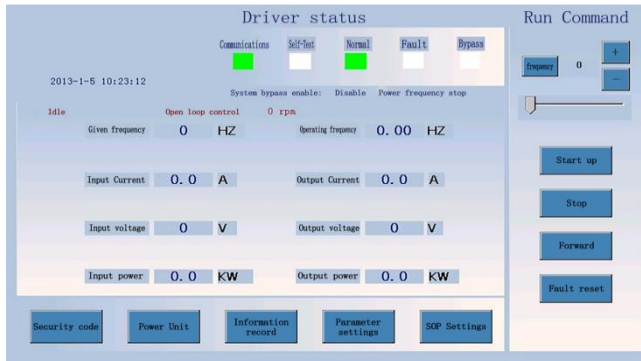 Driver status
Communications Self-Test Normal Fault Bypass
2013-1-5 10:23:12
System bypass enable: Disable Power frequency stop
Idle Open loop control 0 rpm
Given frequency 0 HZ Operating frequency 0.00 HZ
Input Current 0.0 A Output Current 0.0 A
Input voltage 0 V Output voltage 0 V
Input power 0.0 KW Output power 0.0 KW
Security code Power Unit Information record Parameter settings SOP Settings
Run Command
frequency 0 + -
Start up
Stop
Forward
Fault reset